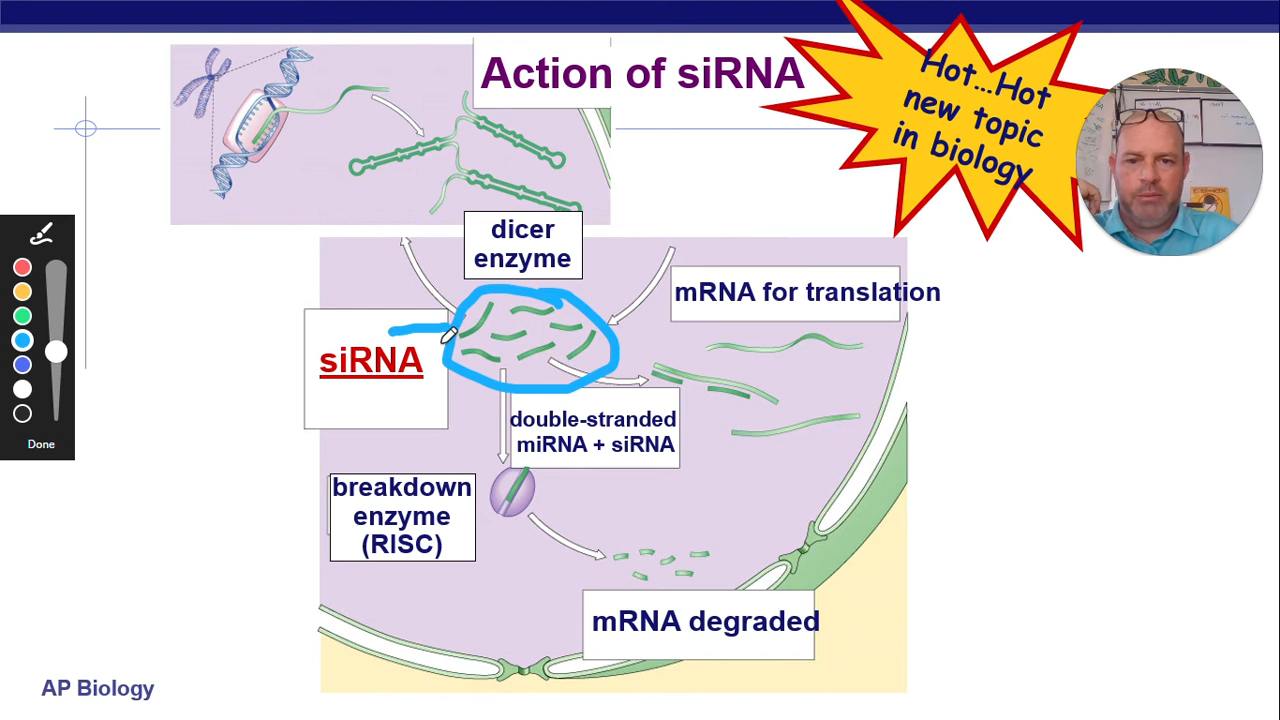 Action of siRNA
Hot...Hot
new topic
in biology
dicer
enzyme
mRNA for translation
siRNA
double-stranded
miRNA + siRNA
breakdown
enzyme
(RISC)
mRNA degraded
AP Biology
Done